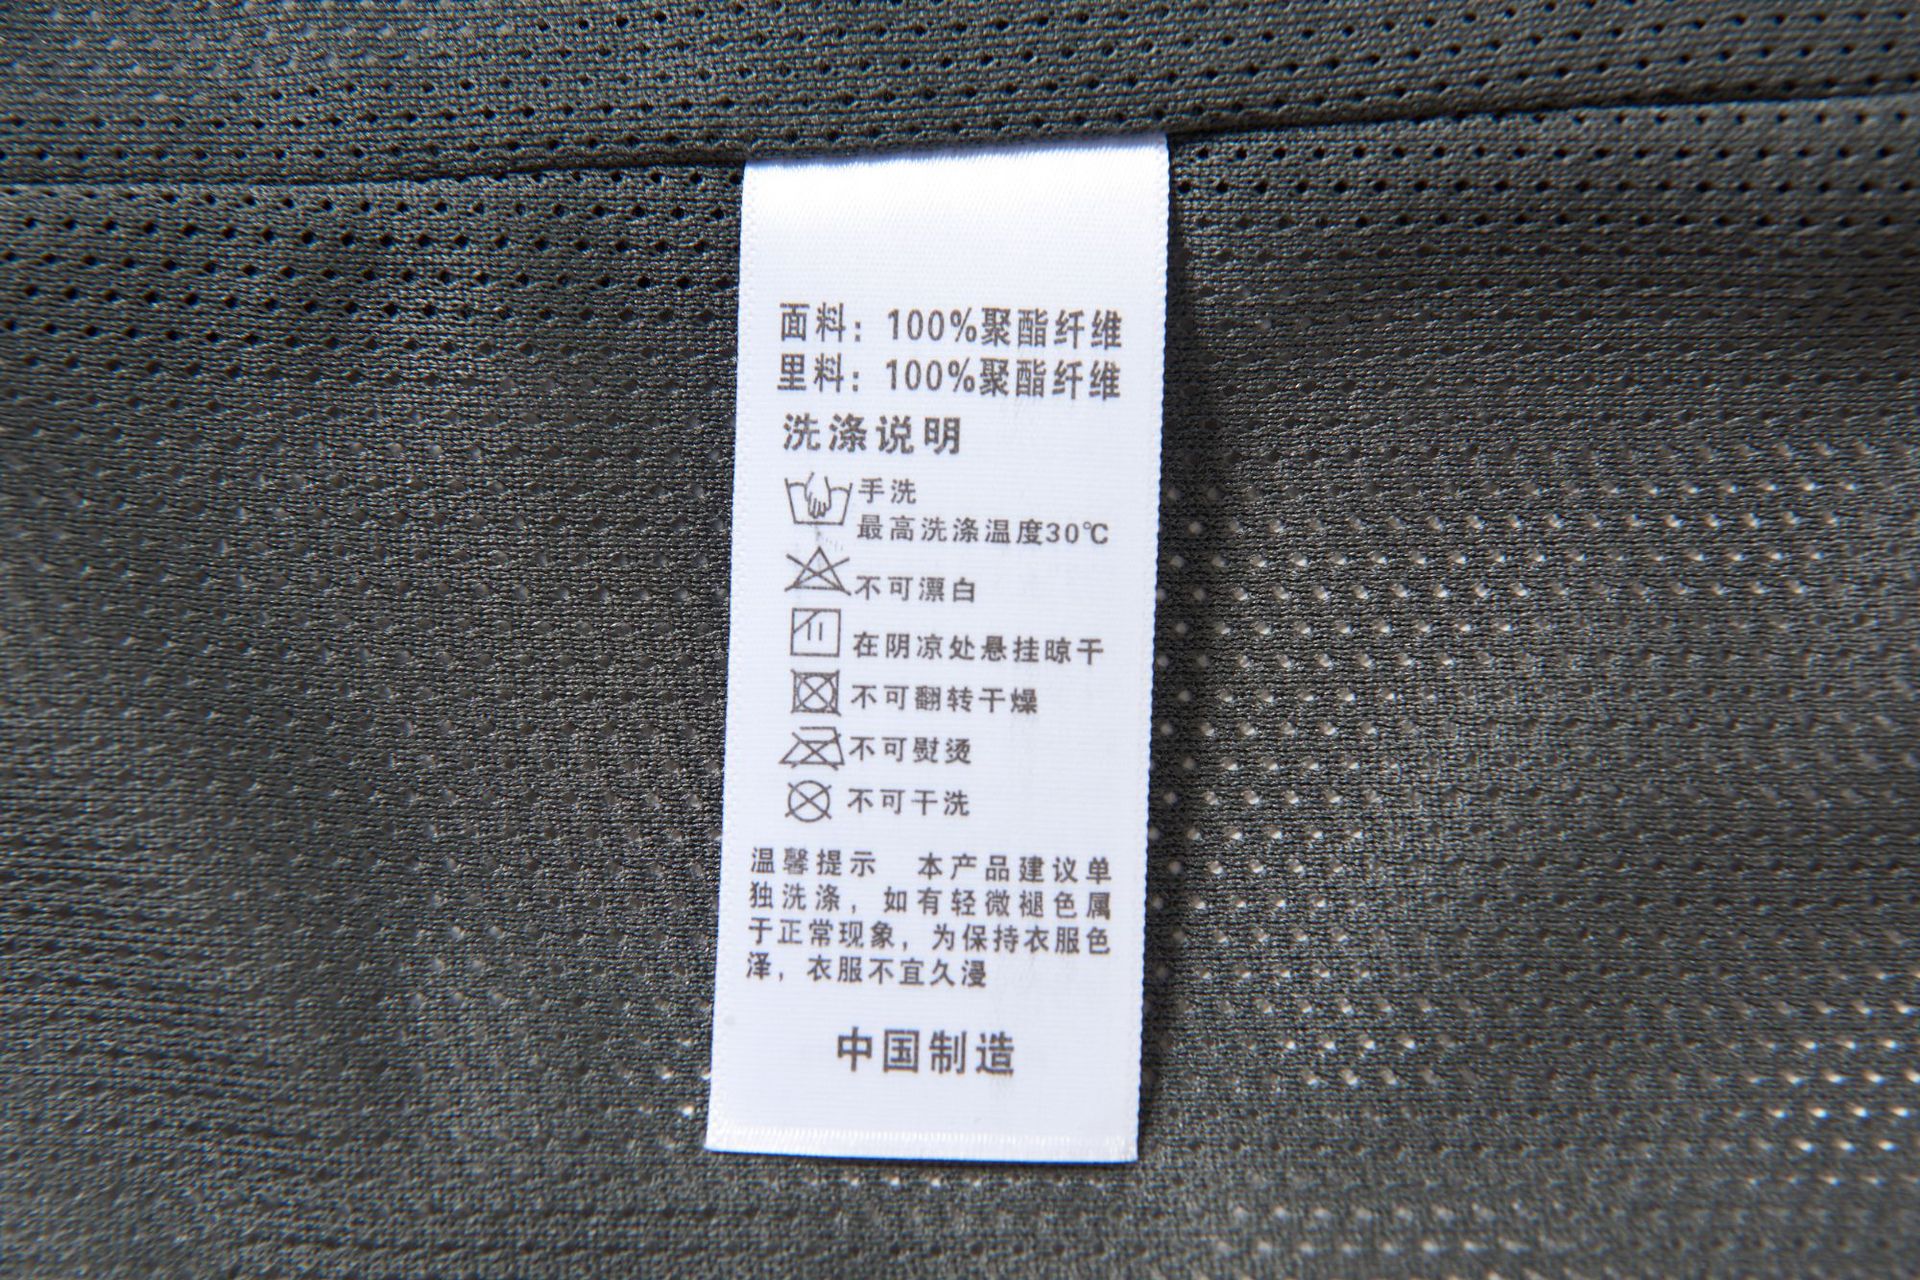 面料：100%聚酯纤维
里料：100%聚酯纤维
洗涤说明
手洗
最高洗涤温度30℃
不可漂白
在阴凉处悬挂晾干
不可翻转干燥
不可熨烫
不可干洗
温馨提示 本产品建议单
独洗涤，如有轻微褪色属
于正常现象，为保持衣服色
泽，衣服不宜久浸
中国制造